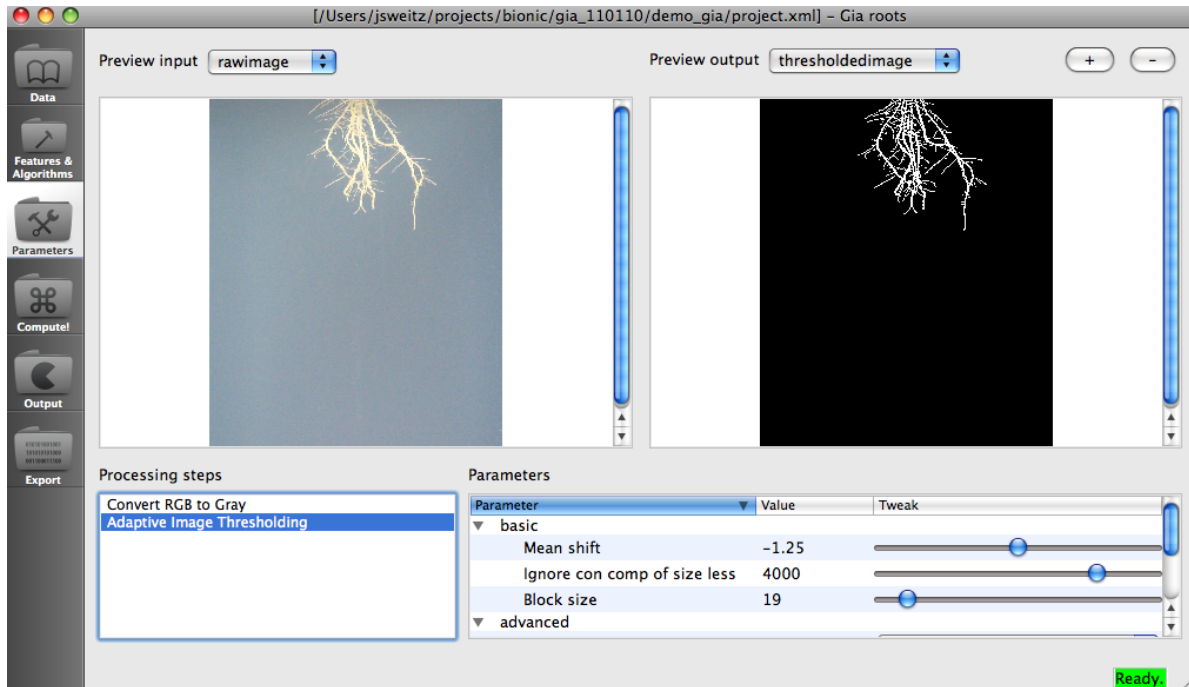 [/Users/jsweitz/projects/bionic/gia_110110/demo_gia/project.xml] – Gia roots
Data
Features & Algorithms
Parameters
Compute!
Output
Export
Preview input rawimage
Preview output thresholdedimage + -
Processing steps
Convert RGB to Gray
Adaptive Image Thresholding
Parameters
Parameter Value Tweak
basic
Mean shift -1.25
Ignore con comp of size less 4000
Block size 19
advanced
Ready.